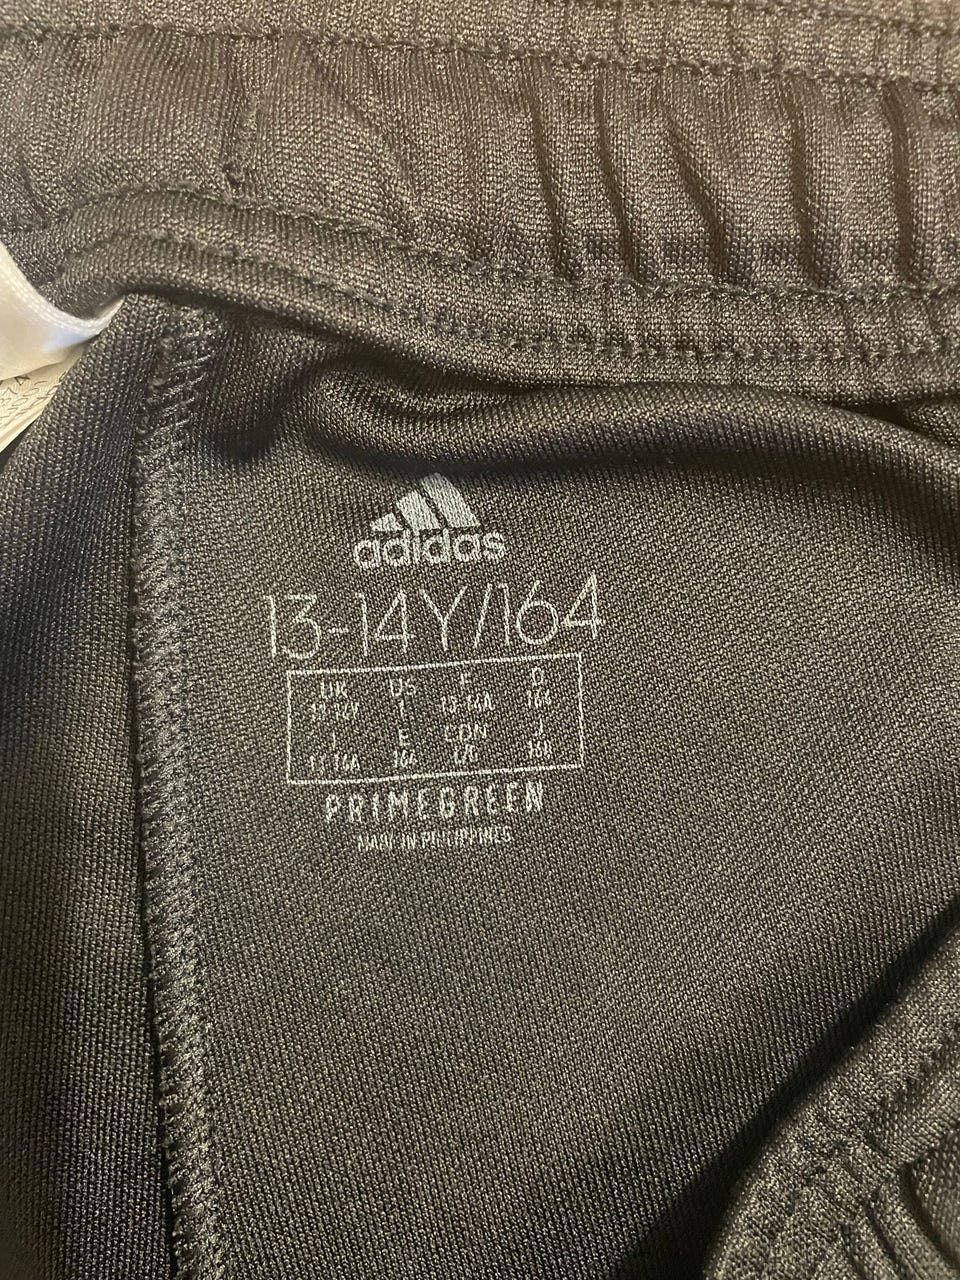 adidas
13-14Y/164
UK US F D
13-14Y 13-14A 164
I E CDN J
13-14A 164 L/G 160
PRIMEGREEN
MADE IN PHILIPPINES